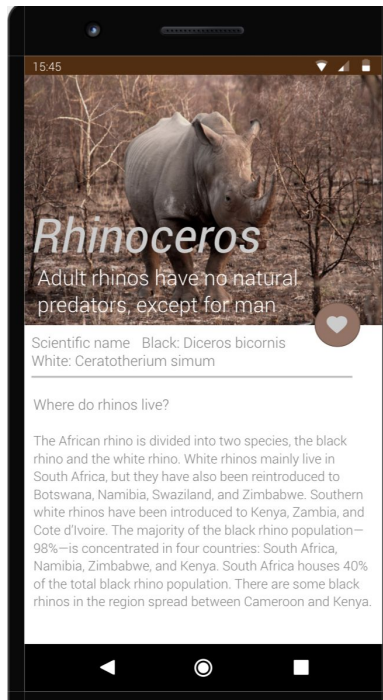 15:45
Rhinoceros
Adult rhinos have no natural
predators, except for man
Scientific name Black: Diceros bicornis
White: Ceratotherium simum
Where do rhinos live?
The African rhino is divided into two species, the black
rhino and the white rhino. White rhinos mainly live in
South Africa, but they have also been reintroduced to
Botswana, Namibia, Swaziland, and Zimbabwe. Southern
white rhinos have been introduced to Kenya, Zambia, and
Cote d’Ivoire. The majority of the black rhino population—
98%—is concentrated in four countries: South Africa,
Namibia, Zimbabwe, and Kenya. South Africa houses 40%
of the total black rhino population. There are some black
rhinos in the region spread between Cameroon and Kenya.